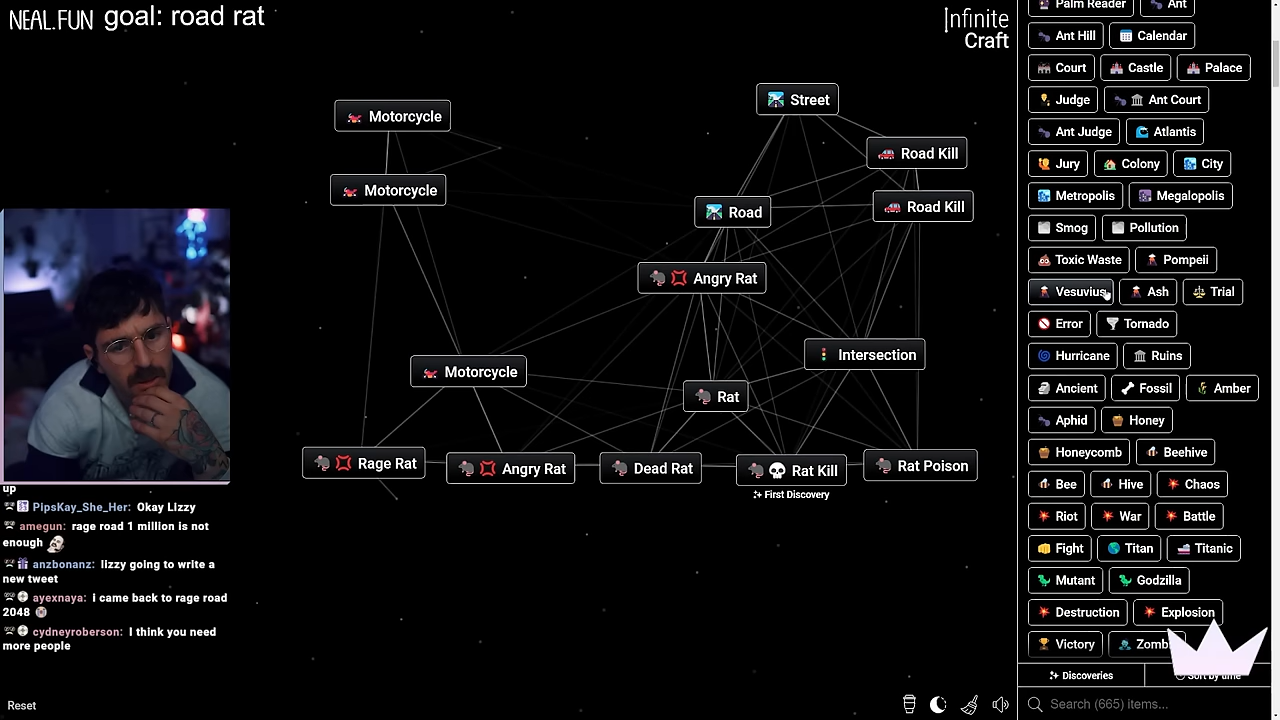 NEAL.FUN goal: road rat
Infinite
Craft
Motorcycle
Street
Road Kill
Motorcycle
Road Kill
Road
Angry Rat
Intersection
Motorcycle
Rat
Rage Rat
Angry Rat
Dead Rat
Rat Kill
Rat Poison
First Discovery
up
PipsKay_She_Her: Okay Lizzy
amegun: rage road 1 million is not
enough
anzbonanz: lizzy going to write a
new tweet
ayexnaya: i came back to rage road
2048
cydneyroberson: I think you need
more people
Reset
Palm Reader Ant
Ant Hill Calendar
Court Castle Palace
Judge Ant Court
Ant Judge Atlantis
Jury Colony City
Metropolis Megalopolis
Smog Pollution
Toxic Waste Pompeii
Vesuvius Ash Trial
Error Tornado
Hurricane Ruins
Ancient Fossil Amber
Aphid Honey
Honeycomb Beehive
Bee Hive Chaos
Riot War Battle
Fight Titan Titanic
Mutant Godzilla
Destruction Explosion
Victory Zomb
Discoveries Sort by time
Search (665) items...